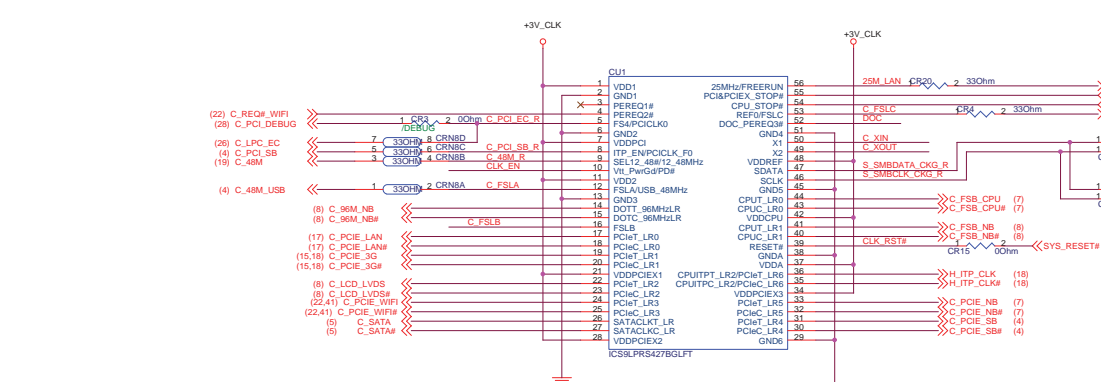 +3V_CLK
+3V_CLK
CU1
1 VDD1 25MHz/FREERUN 56 25M_LAN CR20 1 2 33Ohm
2 GND1 PCI&PCIEX_STOP# 55
3 PEREQ1# CPU_STOP# 54
(22) C_REQ#_WIFI 4 PEREQ2# REF0/FSLC 53 C_FSLC CR4 1 2 33Ohm
(28) C_PCI_DEBUG 1 CR3 2 0Ohm C_PCI_EC_R 5 FS4/PCICLK0 DOC_PEREQ3# 52 DOC
/DEBUG
6 GND2 GND4 51
(26) C_LPC_EC 7 33OHM 8 CRN8D 7 VDDPCI X1 50 C_XIN
(4) C_PCI_SB 5 33OHM 6 CRN8C C_PCI_SB_R 8 ITP_EN/PCICLK_F0 X2 49 C_XOUT
(19) C_48M 3 33OHM 4 CRN8B C_48M_R 9 SEL12_48#/12_48MHz VDDREF 48
CLK_EN 10 Vtt_PwrGd/PD# SDATA 47 S_SMBDATA_CKG_R
11 VDD2 SCLK 46 S_SMBCLK_CKG_R
(4) C_48M_USB 1 33OHM 2 CRN8A C_FSLA 12 FSLA/USB_48MHz GND5 45
13 GND3 CPUT_LR0 44 C_FSB_CPU (7)
(8) C_96M_NB 14 DOTT_96MHzLR CPUC_LR0 43 C_FSB_CPU# (7)
(8) C_96M_NB# 15 DOTC_96MHzLR VDDCPU 42
C_FSLB 16 FSLB CPUT_LR1 41 C_FSB_NB (8)
(17) C_PCIE_LAN 17 PCIeT_LR0 CPUC_LR1 40 C_FSB_NB# (8)
(17) C_PCIE_LAN# 18 PCIeC_LR0 RESET# 39 CLK_RST# 1 2 SYS_RESET#
CR15 0Ohm
(15,18) C_PCIE_3G 19 PCIeT_LR1 GNDA 38
(15,18) C_PCIE_3G# 20 PCIeC_LR1 VDDA 37
21 VDDPCIEX1 CPUITPT_LR2/PCIeT_LR6 36 H_ITP_CLK (18)
(8) C_LCD_LVDS 22 PCIeT_LR2 CPUITPC_LR2/PCIeC_LR6 35 H_ITP_CLK# (18)
(8) C_LCD_LVDS# 23 PCIeC_LR2 VDDPCIEX3 34
(22,41) C_PCIE_WIFI 24 PCIeT_LR3 PCIeT_LR5 33 C_PCIE_NB (7)
(22,41) C_PCIE_WIFI# 25 PCIeC_LR3 PCIeC_LR5 32 C_PCIE_NB# (7)
(5) C_SATA 26 SATACLKT_LR PCIeT_LR4 31 C_PCIE_SB (4)
(5) C_SATA# 27 SATACLKC_LR PCIeC_LR4 30 C_PCIE_SB# (4)
28 VDDPCIEX2 GND6 29
ICS9LPRS427BGLFT